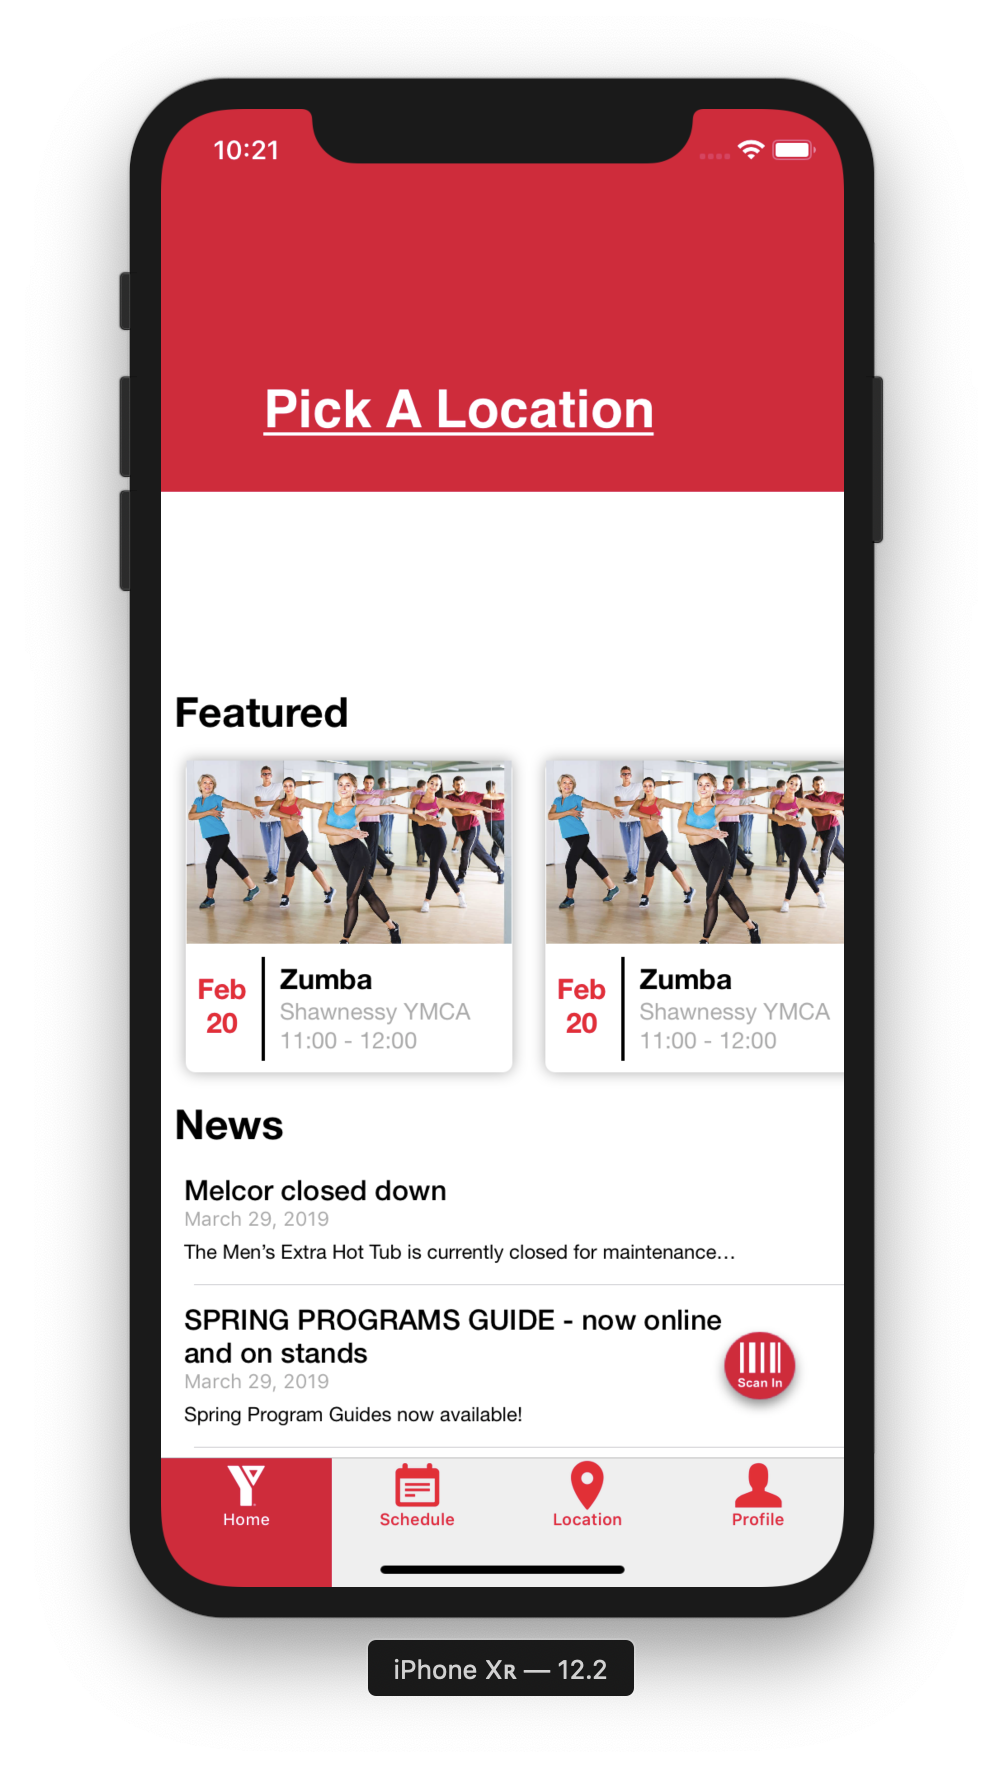 10:21
Pick A Location
Featured
Feb
20
Zumba
Shawnessy YMCA
11:00 - 12:00
Feb
20
Zumba
Shawnessy YMCA
11:00 - 12:00
News
Melcor closed down
March 29, 2019
The Men’s Extra Hot Tub is currently closed for maintenance…
SPRING PROGRAMS GUIDE - now online
and on stands
March 29, 2019
Spring Program Guides now available!
Scan In
Home
Schedule
Location
Profile
iPhone Xʀ — 12.2